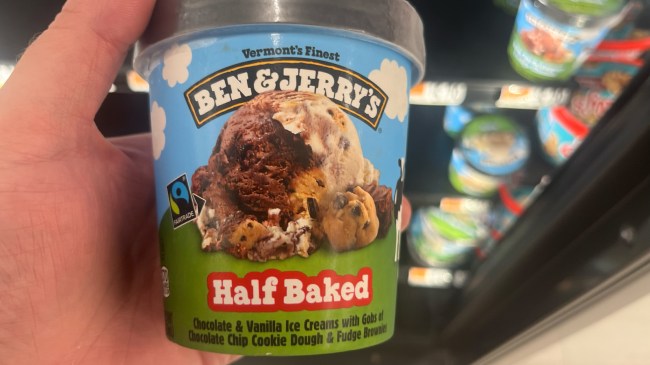 Vermont's Finest
BEN & JERRY'S
FAIRTRADE
Half Baked
Chocolate & Vanilla Ice Creams with Gobs of
Chocolate Chip Cookie Dough & Fudge Brownies